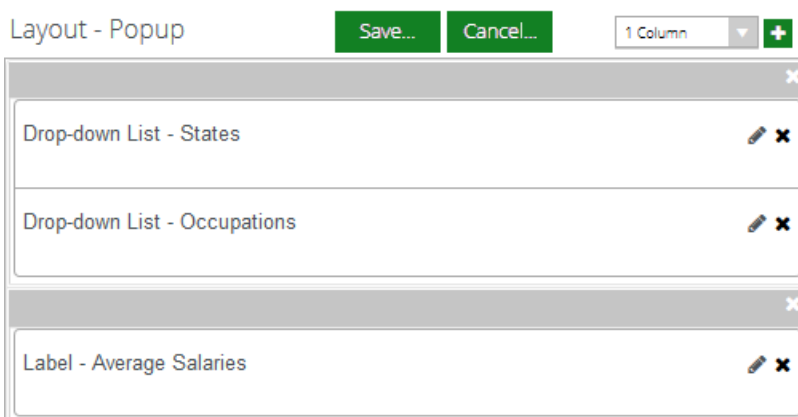 Layout - Popup Save... Cancel... 1 Column
Drop-down List - States
Drop-down List - Occupations
Label - Average Salaries